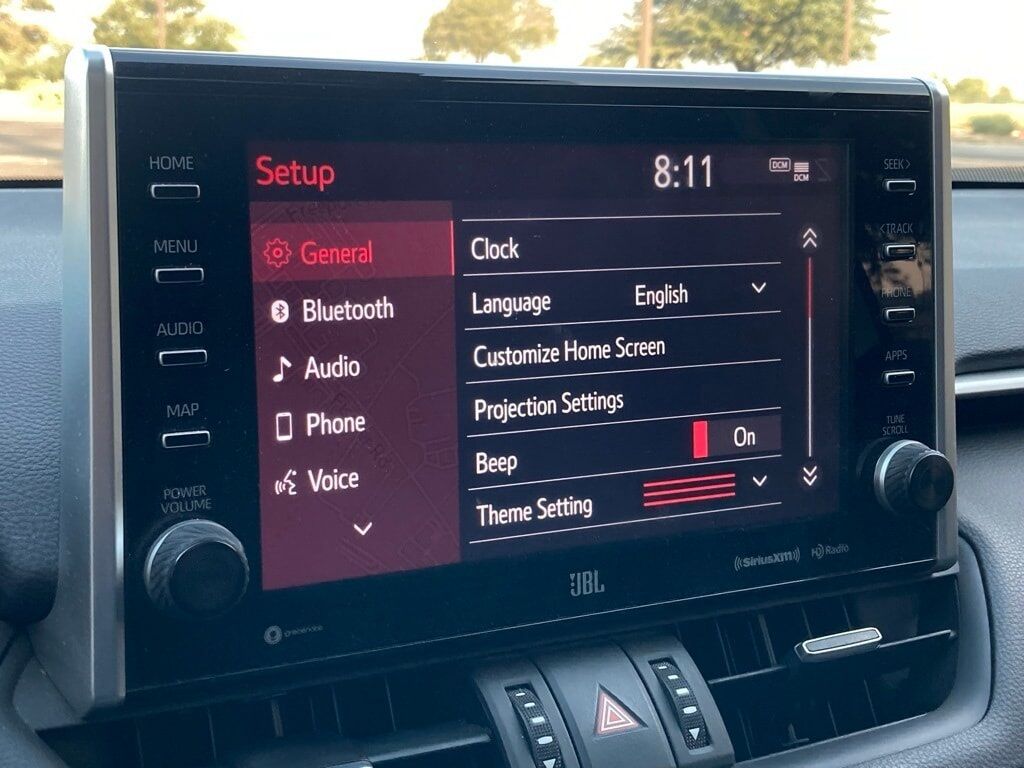 HOME
MENU
AUDIO
MAP
POWER
VOLUME
Setup
8:11
DCM
DCM
General
Bluetooth
Audio
Phone
Voice
Clock
Language English
Customize Home Screen
Projection Settings
Beep On
Theme Setting
SEEK>
<TRACK
PHONE
APPS
TUNE
SCROLL
JBL
((SiriusXM))
HD Radio
gracenote